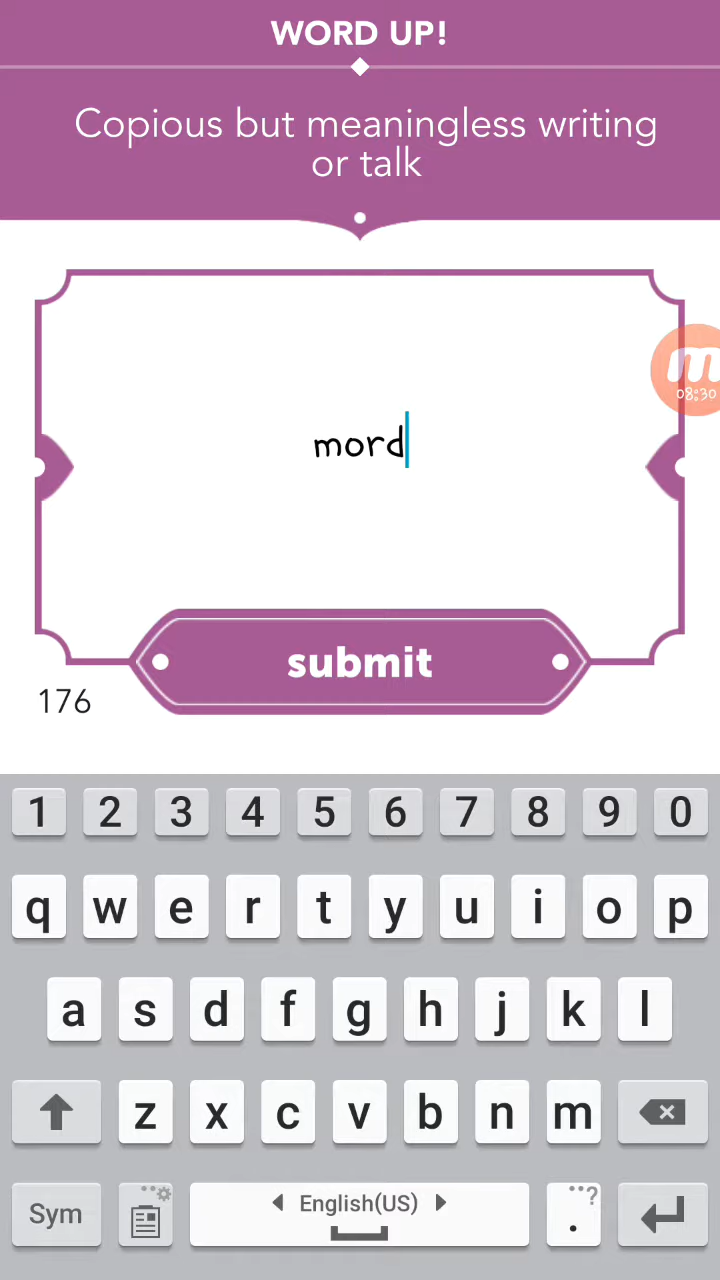 WORD UP!
Copious but meaningless writing
or talk
m
08:30
mord
submit
176
1 2 3 4 5 6 7 8 9 0
q w e r t y u i o p
a s d f g h j k l
z x c v b n m
Sym English(US) . ?